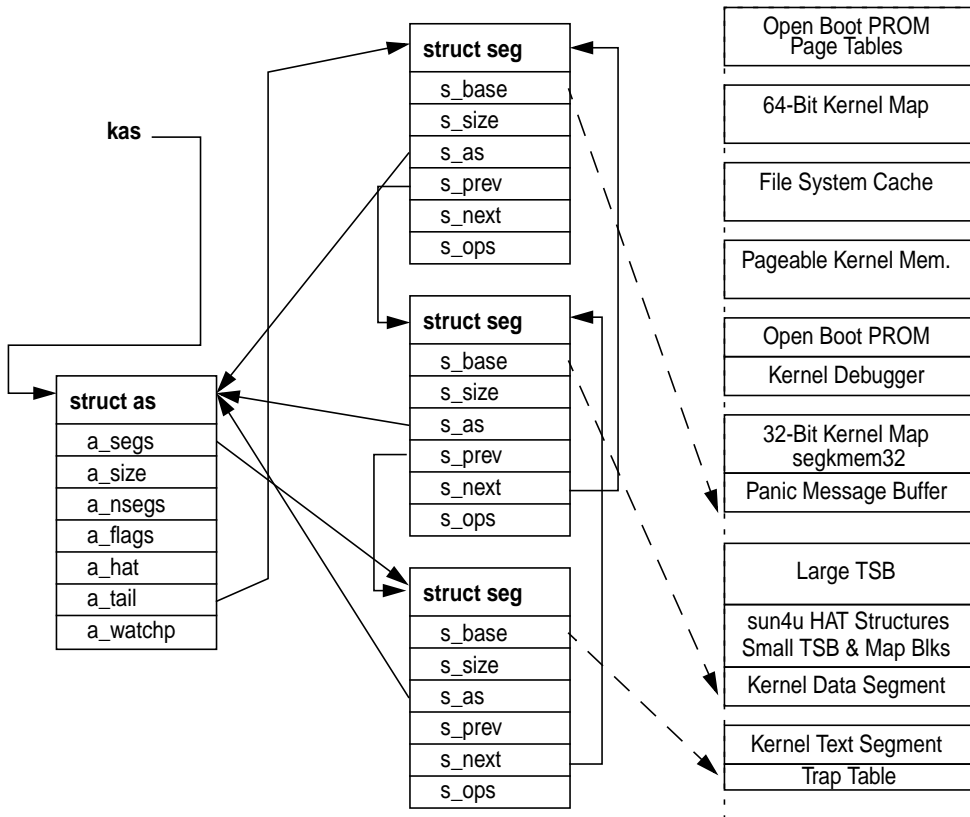 kas
struct as
a_segs
a_size
a_nsegs
a_flags
a_hat
a_tail
a_watchp
struct seg
s_base
s_size
s_as
s_prev
s_next
s_ops
struct seg
s_base
s_size
s_as
s_prev
s_next
s_ops
struct seg
s_base
s_size
s_as
s_prev
s_next
s_ops
Open Boot PROM
Page Tables
64-Bit Kernel Map
File System Cache
Pageable Kernel Mem.
Open Boot PROM
Kernel Debugger
32-Bit Kernel Map
segkmem32
Panic Message Buffer
Large TSB
sun4u HAT Structures
Small TSB & Map Blks
Kernel Data Segment
Kernel Text Segment
Trap Table